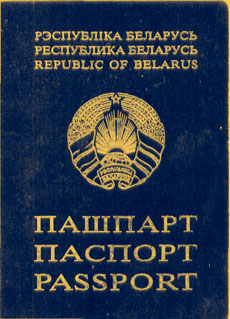 РЭСПУБЛІКА БЕЛАРУСЬ
РЕСПУБЛИКА БЕЛАРУСЬ
REPUBLIC OF BELARUS
ПАШПАРТ
ПАСПОРТ
PASSPORT